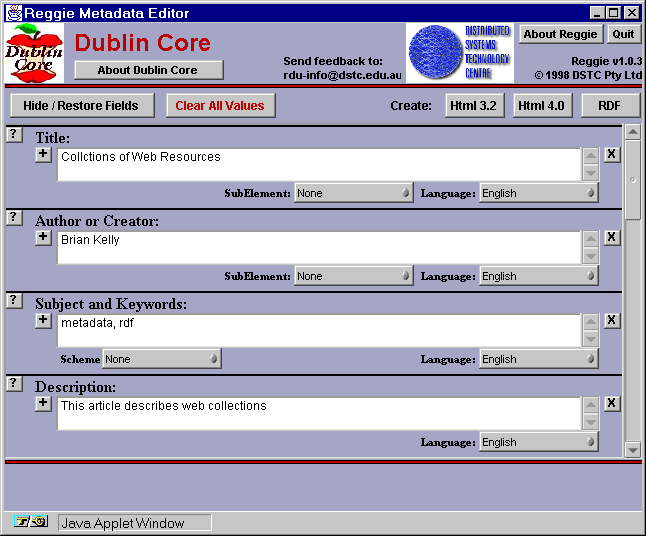 Reggie Metadata Editor
Dublin Core
Dublin Core
About Dublin Core
Send feedback to:
rdu-info@dstc.edu.au
DISTRIBUTED
SYSTEMS
TECHNOLOGY
CENTRE
About Reggie Quit
Reggie v1.0.3
© 1998 DSTC Pty Ltd
Hide / Restore Fields Clear All Values Create: Html 3.2 Html 4.0 RDF
? Title:
+ Collctions of Web Resources X
SubElement: None Language: English
? Author or Creator:
+ Brian Kelly X
SubElement: None Language: English
? Subject and Keywords:
+ metadata, rdf X
Scheme None Language: English
? Description:
+ This article describes web collections X
Language: English
Java Applet Window